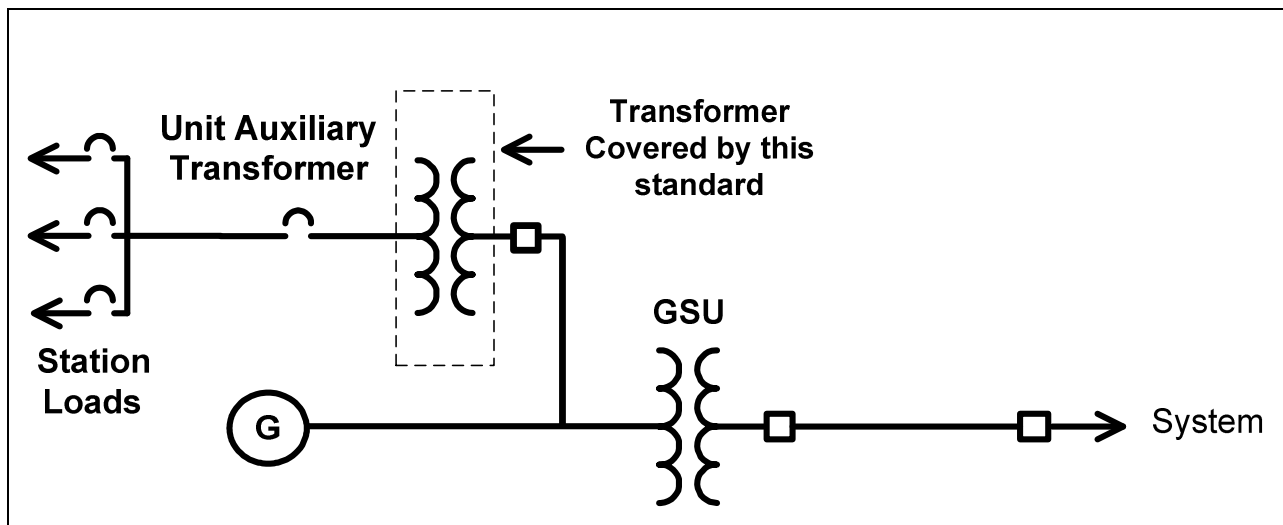 Unit Auxiliary
Transformer
Transformer
Covered by this
standard
GSU
Station
Loads
G
System